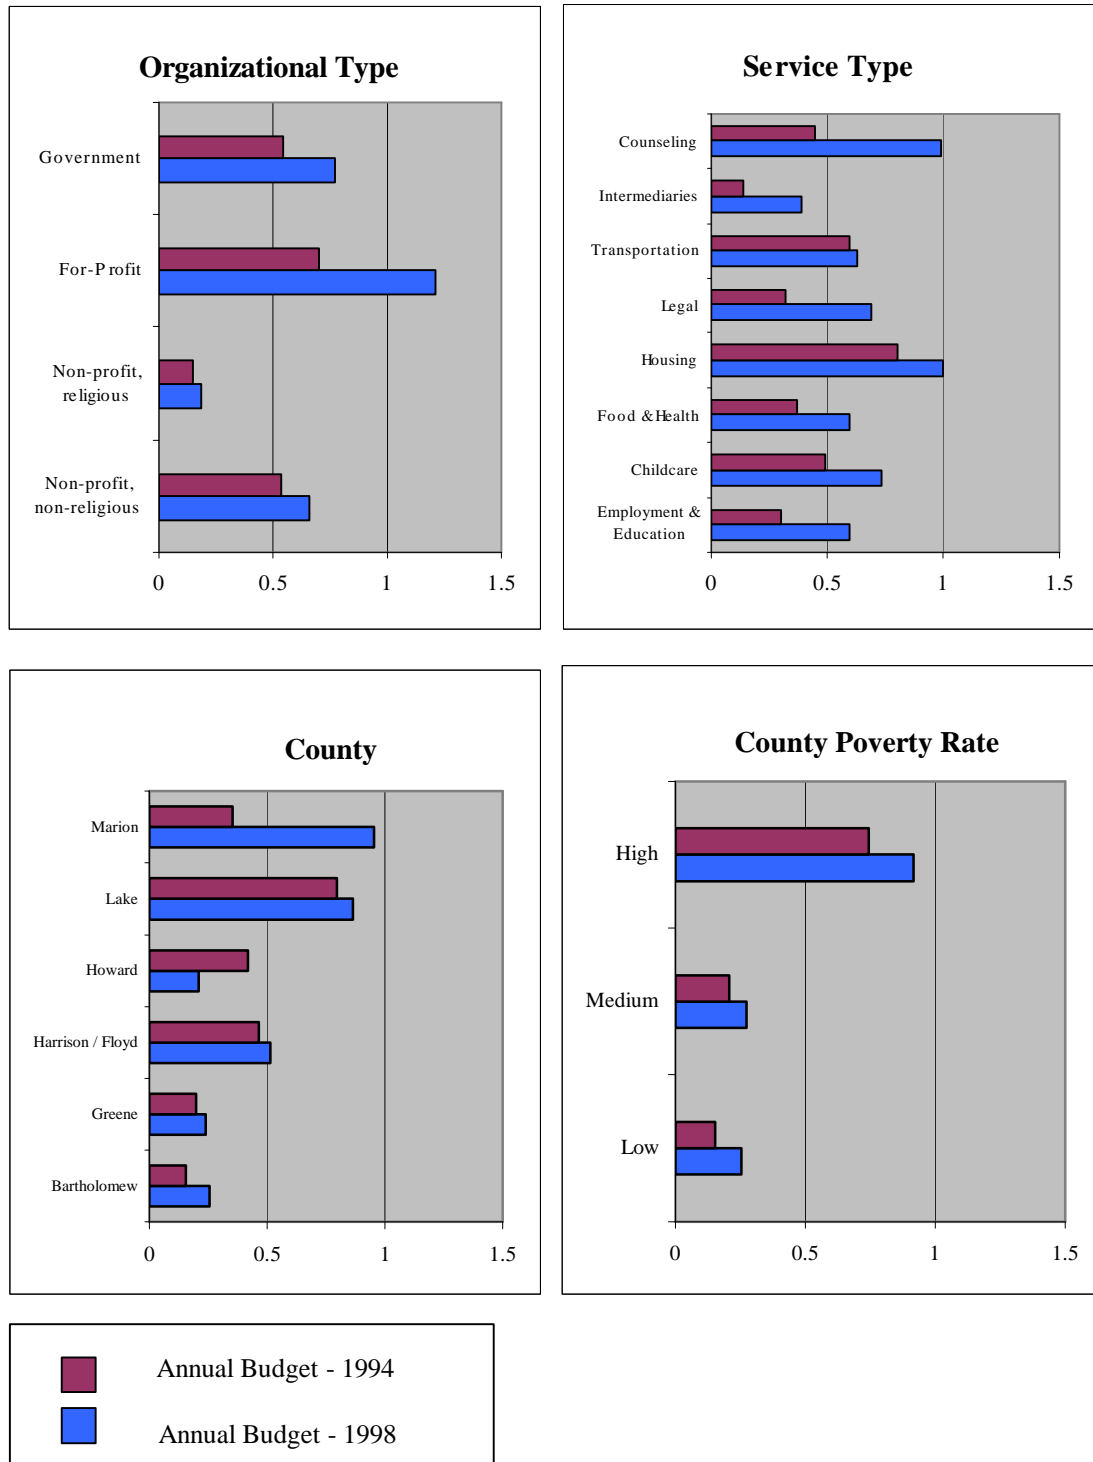 Organizational Type
Government
For-Profit
Non-profit,
religious
Non-profit,
non-religious
0 0.5 1 1.5
Service Type
Counseling
Intermediaries
Transportation
Legal
Housing
Food & Health
Childcare
Employment &
Education
0 0.5 1 1.5
County
Marion
Lake
Howard
Harrison / Floyd
Greene
Bartholomew
0 0.5 1 1.5
County Poverty Rate
High
Medium
Low
0 0.5 1 1.5
Annual Budget - 1994
Annual Budget - 1998